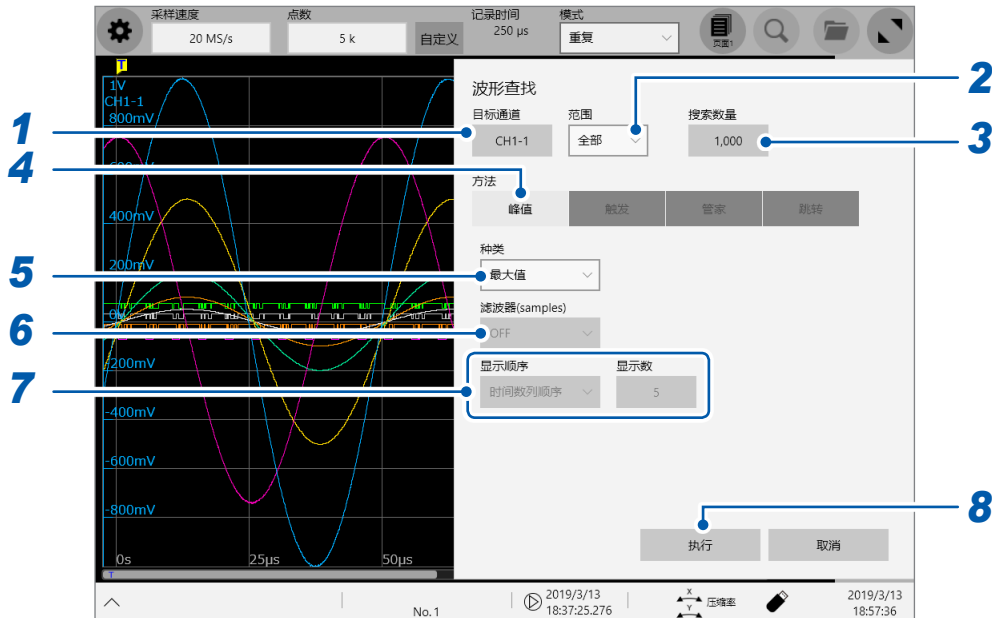 采样速度
点数
记录时间
模式
20 MS/s
5 k
自定义
250 µs
重复
页面1
T
1V
CH1-1
800mV
600mV
400mV
200mV
0V
-200mV
-400mV
-600mV
-800mV
0s
25µs
50µs
T
波形查找
目标通道
范围
搜索数量
CH1-1
全部
1,000
方法
峰值
触发
管家
跳转
种类
最大值
滤波器(samples)
OFF
显示顺序
显示数
时间数列顺序
5
执行
取消
No. 1
2019/3/13
18:37:25.276
X
Y
压缩率
2019/3/13
18:57:36
1
2
3
4
5
6
7
8